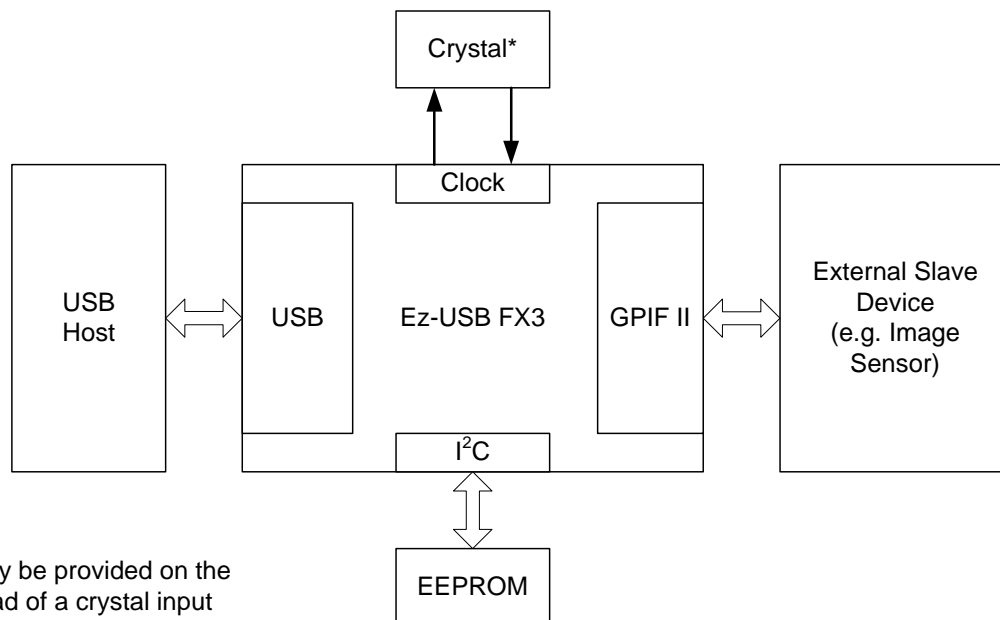 Crystal*
Clock
USB
Host
USB
Ez-USB FX3
GPIF II
External Slave
Device
(e.g. Image
Sensor)
I²C
EEPROM
be provided on the
of a crystal input